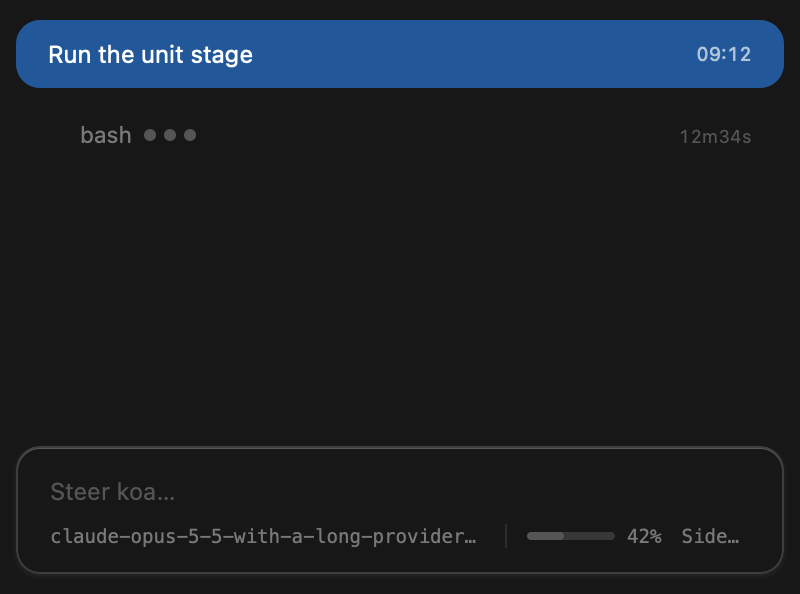 Run the unit stage 09:12
bash 12m34s
Steer koa…
claude-opus-5-5-with-a-long-provider… 42% Side…